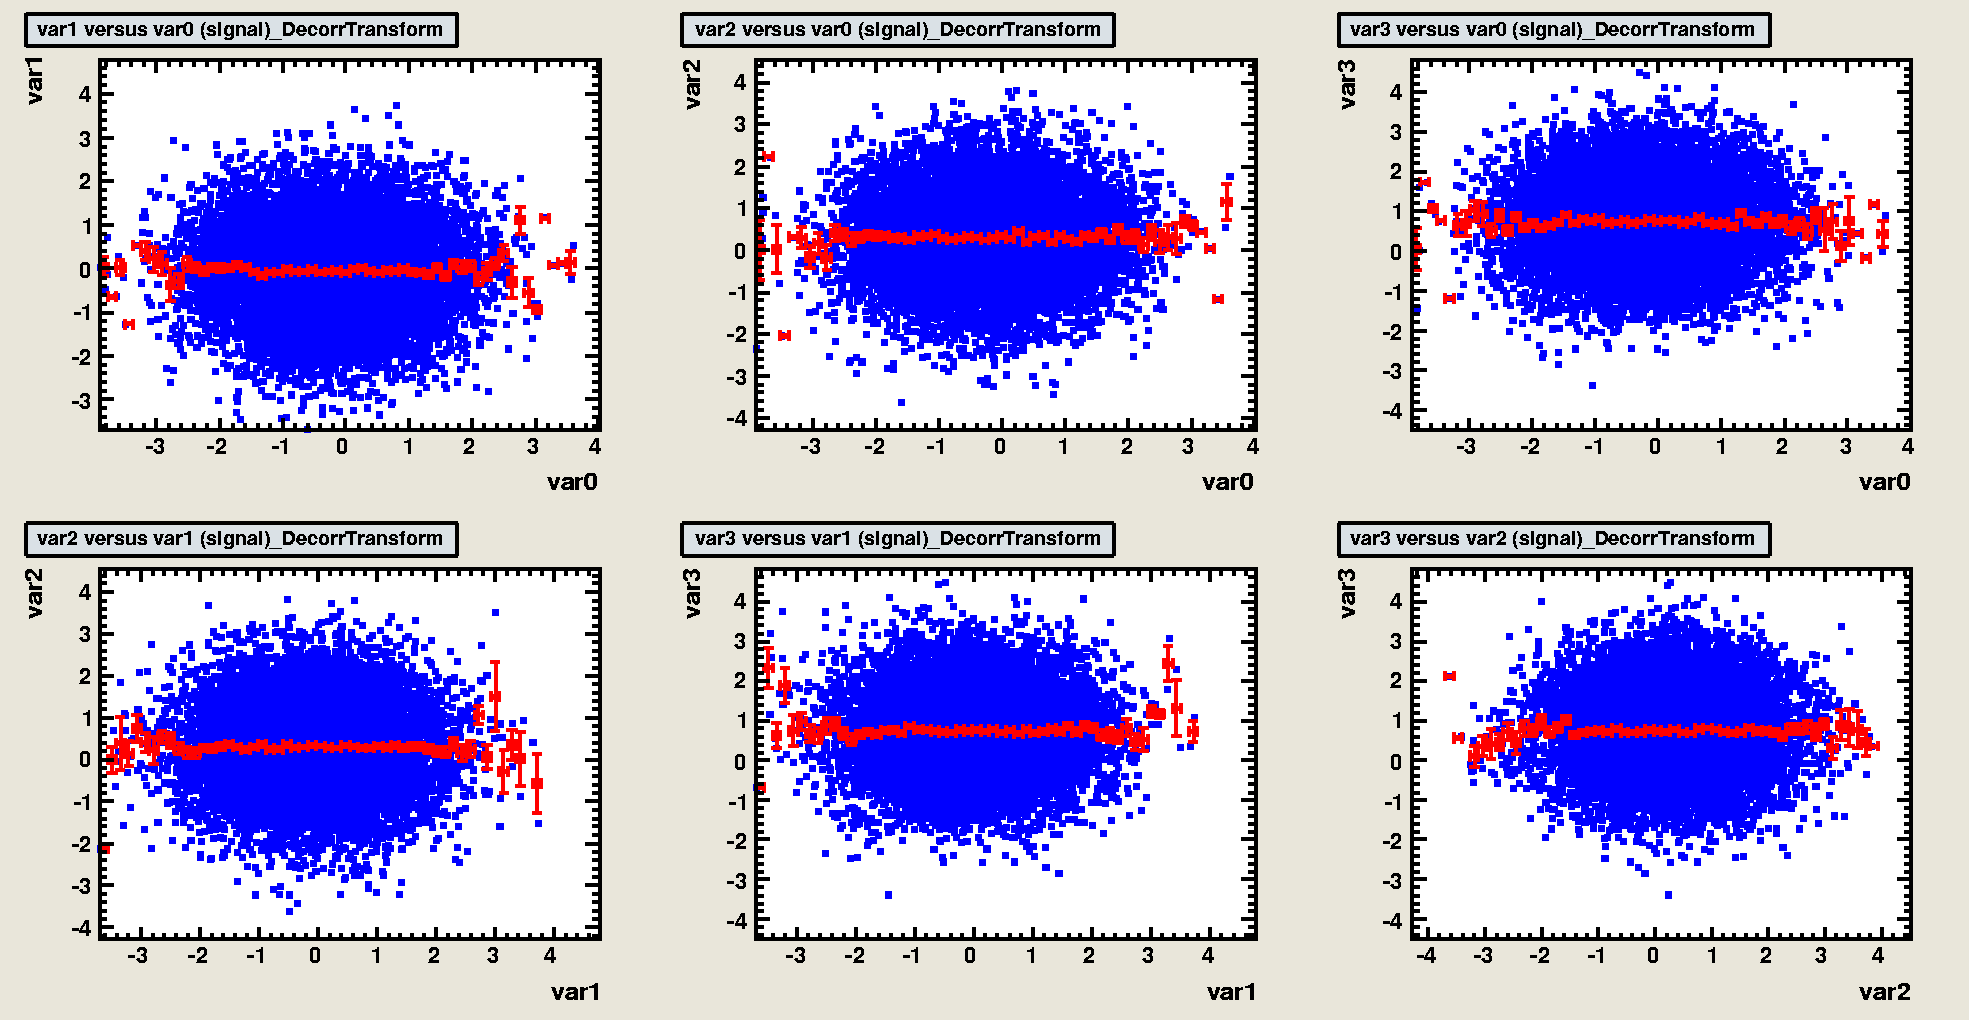 var1 versus var0 (signal)_DecorrTransform
var1
4
3
2
1
0
-1
-2
-3
-3 -2 -1 0 1 2 3 4
var0
var2 versus var0 (signal)_DecorrTransform
var2
4
3
2
1
0
-1
-2
-3
-4
-3 -2 -1 0 1 2 3 4
var0
var3 versus var0 (signal)_DecorrTransform
var3
4
3
2
1
0
-1
-2
-3
-4
-3 -2 -1 0 1 2 3 4
var0
var2 versus var1 (signal)_DecorrTransform
var2
4
3
2
1
0
-1
-2
-3
-4
-3 -2 -1 0 1 2 3 4
var1
var3 versus var1 (signal)_DecorrTransform
var3
4
3
2
1
0
-1
-2
-3
-4
-3 -2 -1 0 1 2 3 4
var1
var3 versus var2 (signal)_DecorrTransform
var3
4
3
2
1
0
-1
-2
-3
-4
-4 -3 -2 -1 0 1 2 3 4
var2